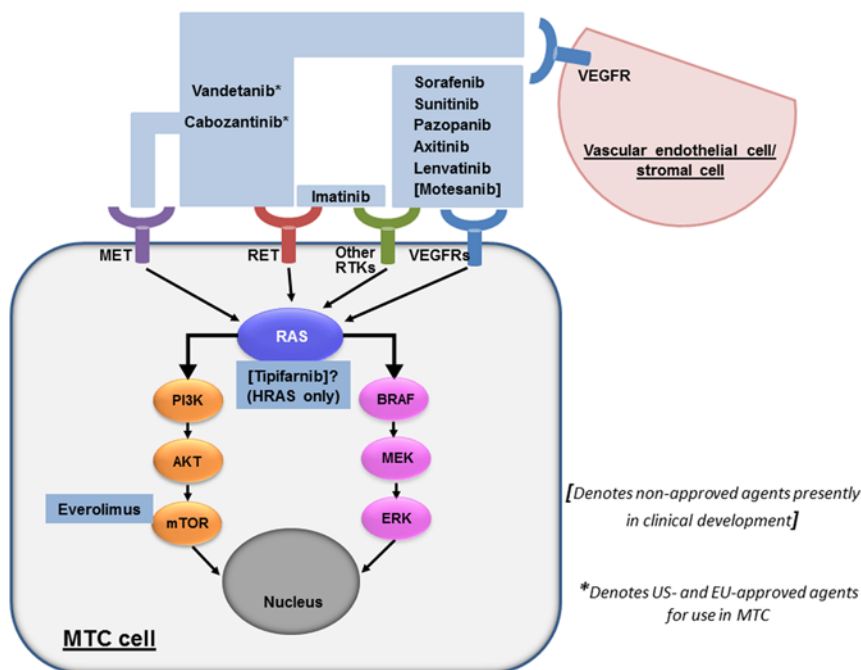 Vandetanib*
Cabozantinib*
Sorafenib
Sunitinib
Pazopanib
Axitinib
Lenvatinib
[Motesanib]
Imatinib
VEGFR
Vascular endothelial cell/
stromal cell
MET
RET
Other
RTKs
VEGFRs
RAS
[Tipifarnib]?
(HRAS only)
PI3K
BRAF
AKT
MEK
Everolimus
mTOR
ERK
Nucleus
MTC cell
[Denotes non-approved agents presently
in clinical development]
*Denotes US- and EU-approved agents
for use in MTC